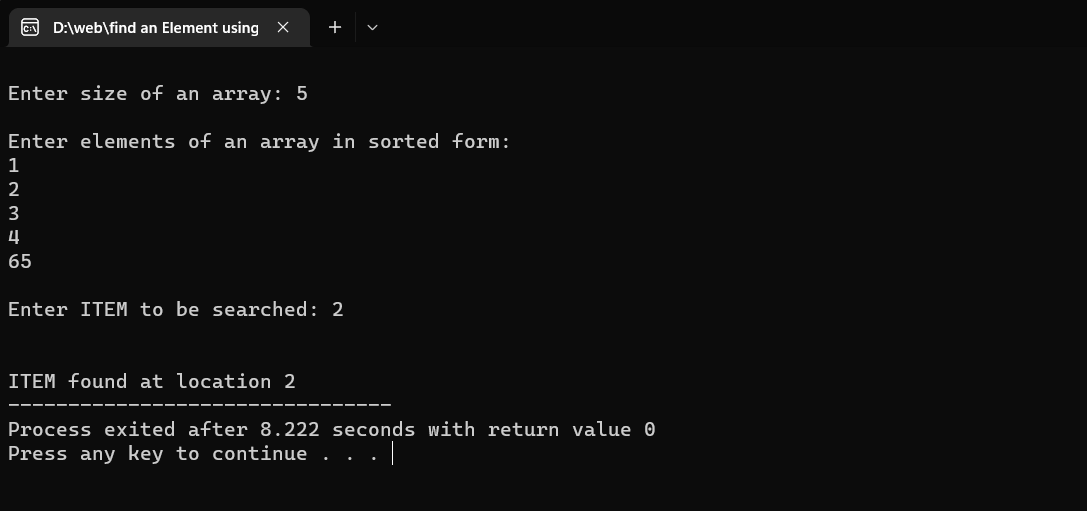 D:\web\find an Element using
Enter size of an array: 5
Enter elements of an array in sorted form:
1
2
3
4
65
Enter ITEM to be searched: 2
ITEM found at location 2
--------------------------------
Process exited after 8.222 seconds with return value 0
Press any key to continue . . .